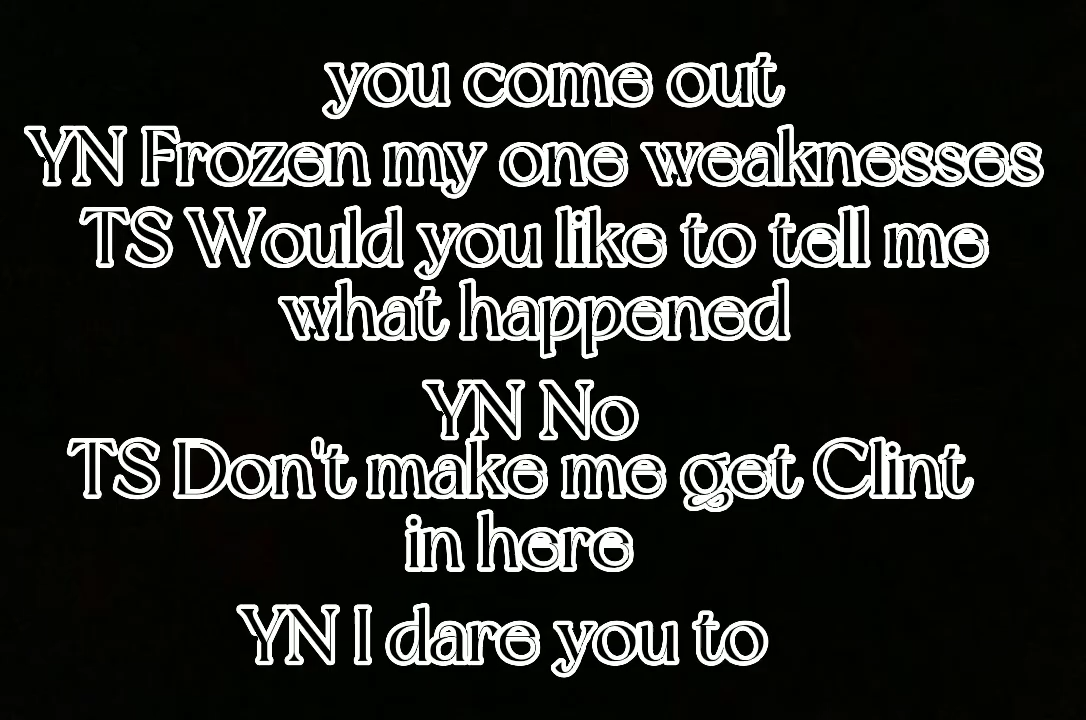 you come out
YN Frozen my one weaknesses
TS Would you like to tell me
what happened
YN No
TS Don't make me get Clint
in here
YN I dare you to